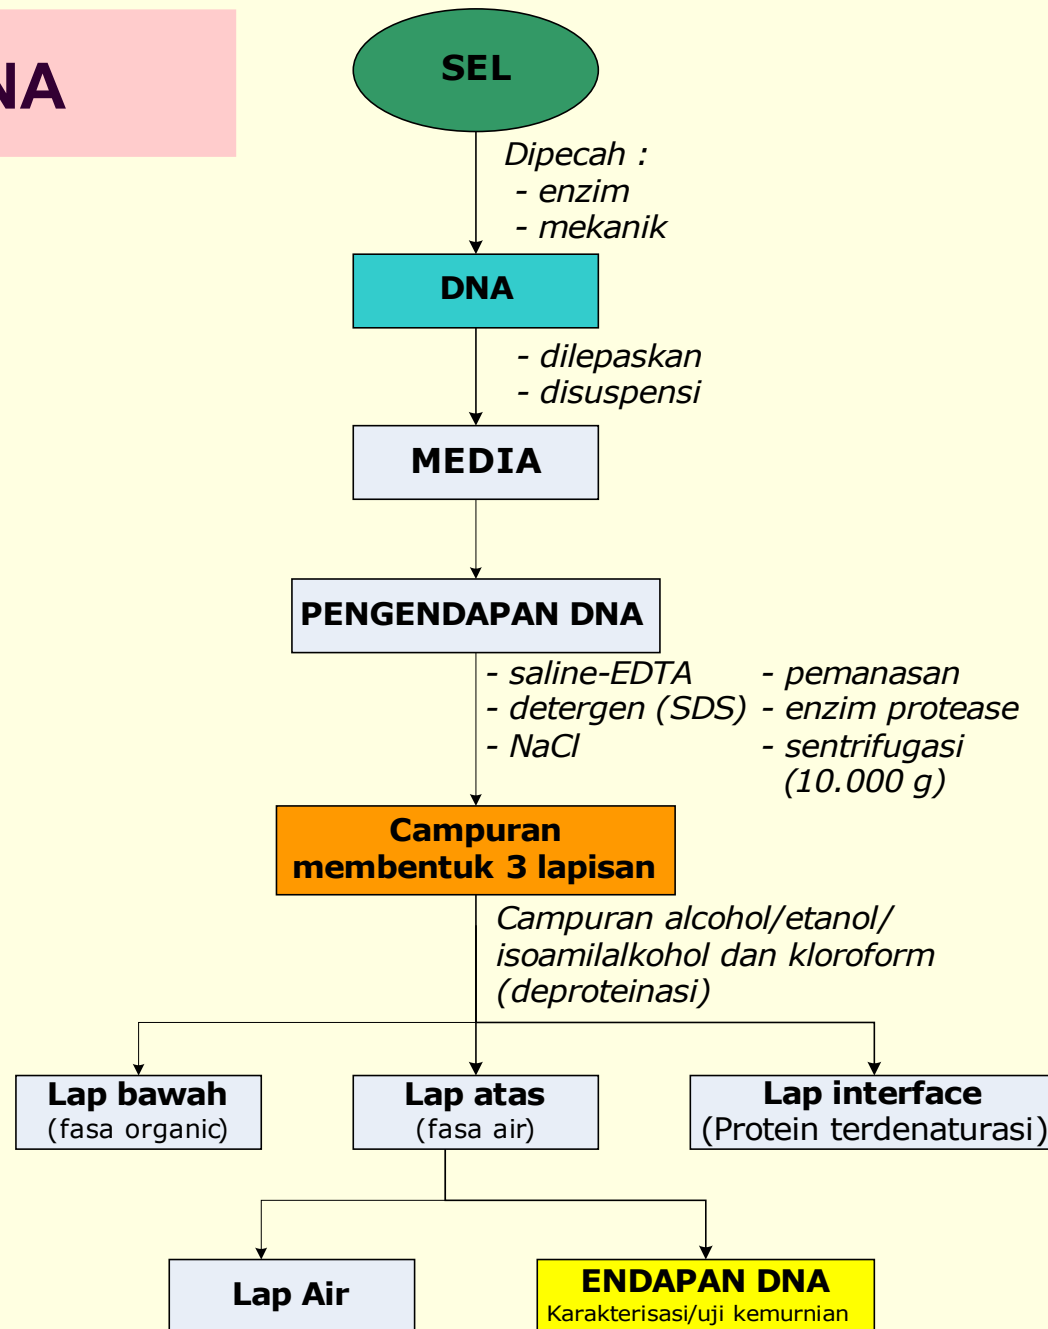 NA
SEL
Dipecah :
- enzim
- mekanik
DNA
- dilepaskan
- disuspensi
MEDIA
PENGENDAPAN DNA
- saline-EDTA
- detergen (SDS)
- NaCl
- pemanasan
- enzim protease
- sentrifugasi
(10.000 g)
Campuran
membentuk 3 lapisan
Campuran alcohol/etanol/
isoamilalkohol dan kloroform
(deproteinasi)
Lap bawah
(fasa organic)
Lap atas
(fasa air)
Lap interface
(Protein terdenaturasi)
Lap Air
ENDAPAN DNA
Karakterisasi/uji kemurnian